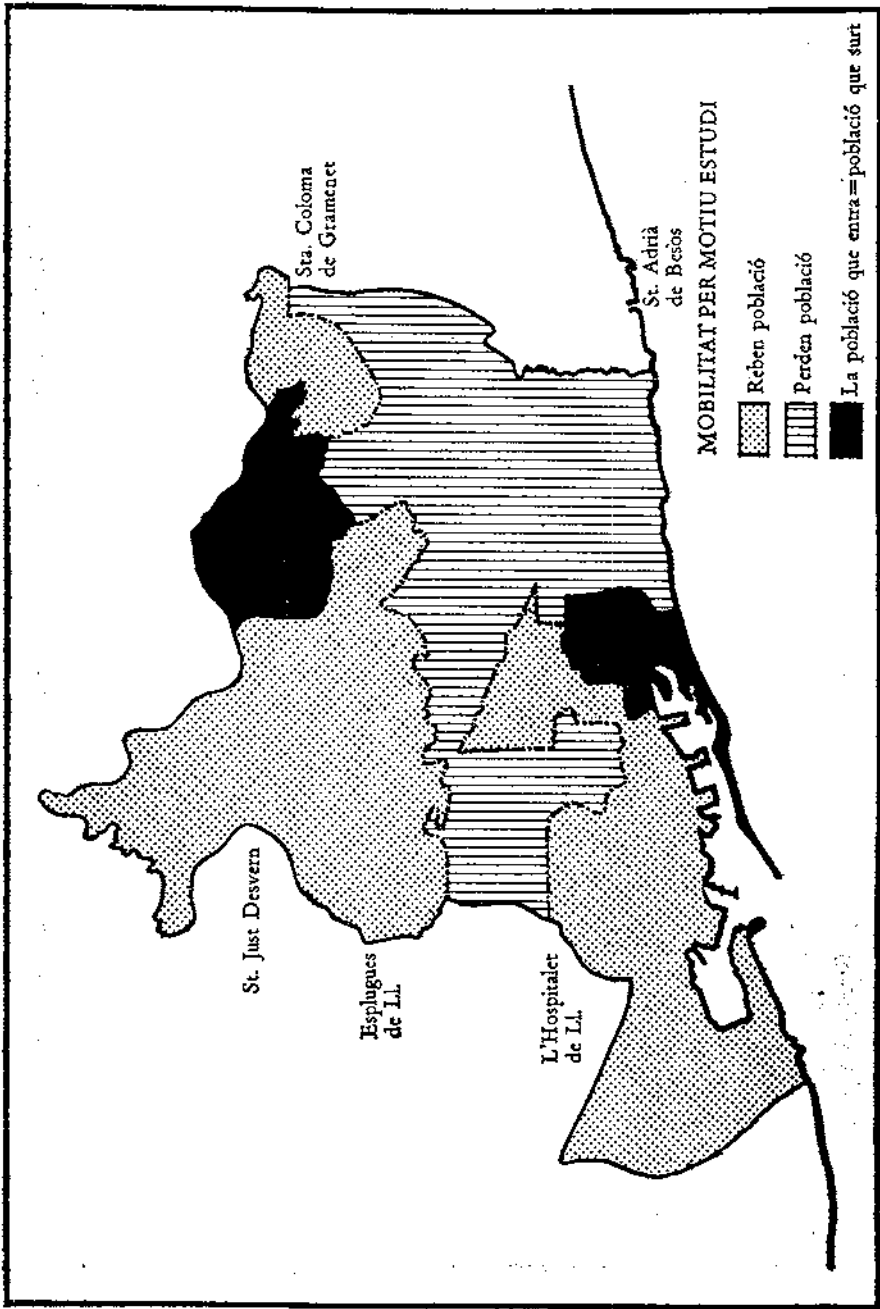 Sta. Coloma
de Gramenet
St. Just Desvern
Esplugues
de Ll.
L'Hospitalet
de Ll.
St. Adrià
de Besòs
MOBILITAT PER MOTIU ESTUDI
Reben població
Perden població
La població que entra=població que surt